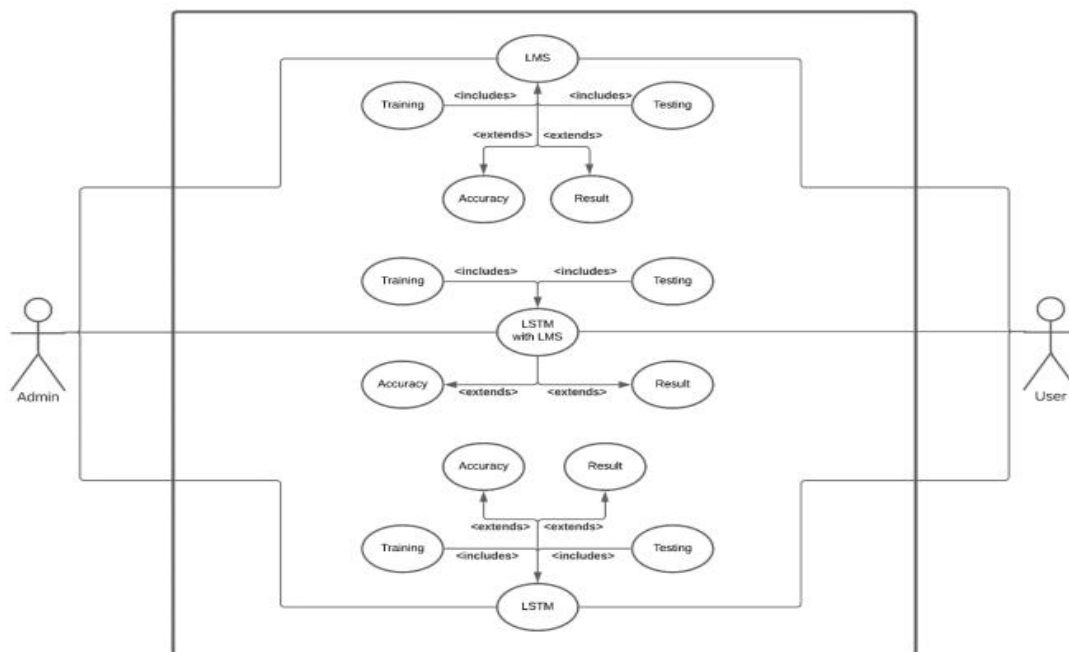 LMS
Training
<includes>
<includes>
Testing
<extends>
<extends>
Accuracy
Result
Training
<includes>
<includes>
Testing
LSTM
with LMS
Admin
User
Accuracy
<extends>
<extends>
Result
Accuracy
Result
<extends>
<extends>
Training
<includes>
<includes>
Testing
LSTM